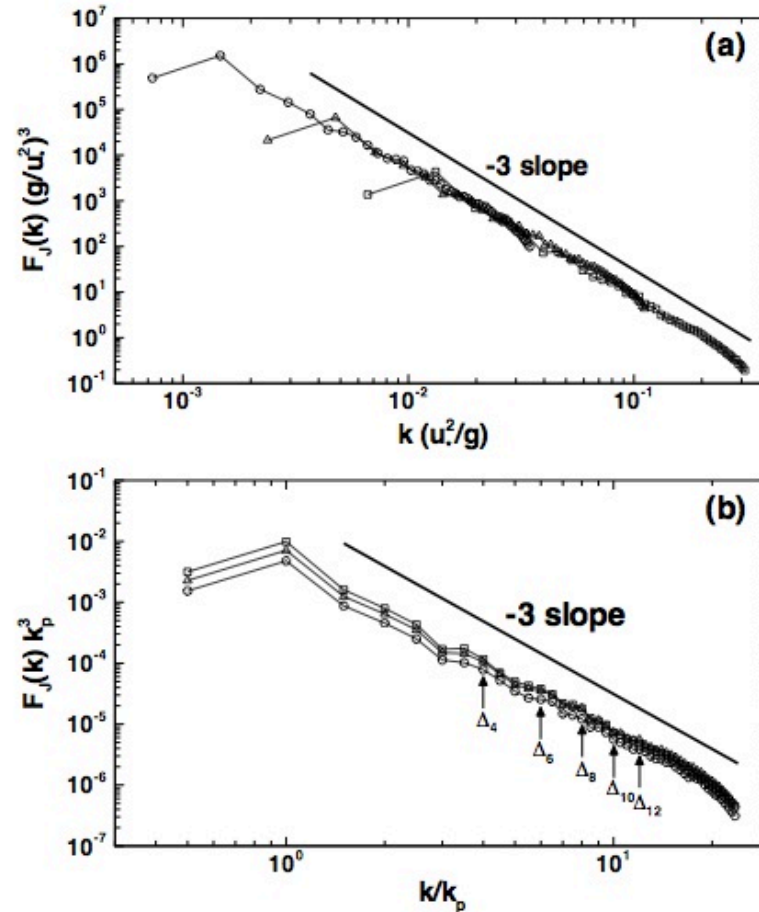 (a)
F_J(k) (g/u_*^2)^3
10^7
10^6
10^5
10^4
10^3
10^2
10^1
10^0
10^-1
-3 slope
10^-3
10^-2
10^-1
k (u_*^2/g)
(b)
F_J(k) k_p^3
10^-1
10^-2
10^-3
10^-4
10^-5
10^-6
10^-7
-3 slope
Δ_4
Δ_6
Δ_8
Δ_10
Δ_12
10^0
10^1
k/k_p